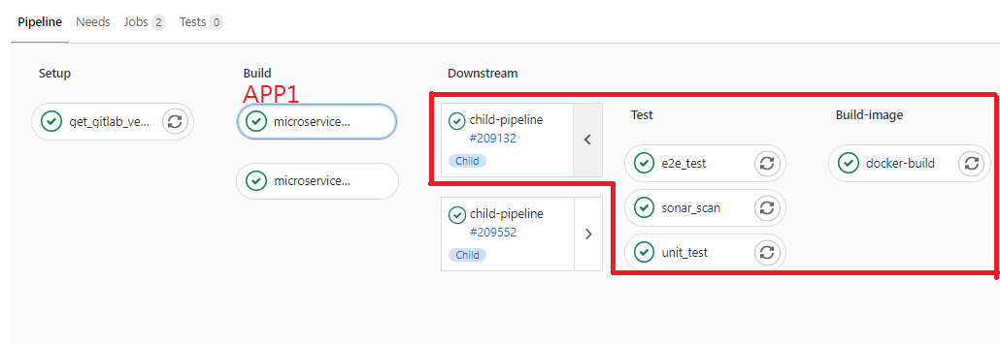 Pipeline Needs Jobs 2 Tests 0
Setup Build Downstream
APP1
Test Build-image
get_gitlab_ve... microservice... child-pipeline
#209132
Child
e2e_test docker-build
microservice...
child-pipeline
#209552
Child
sonar_scan
unit_test